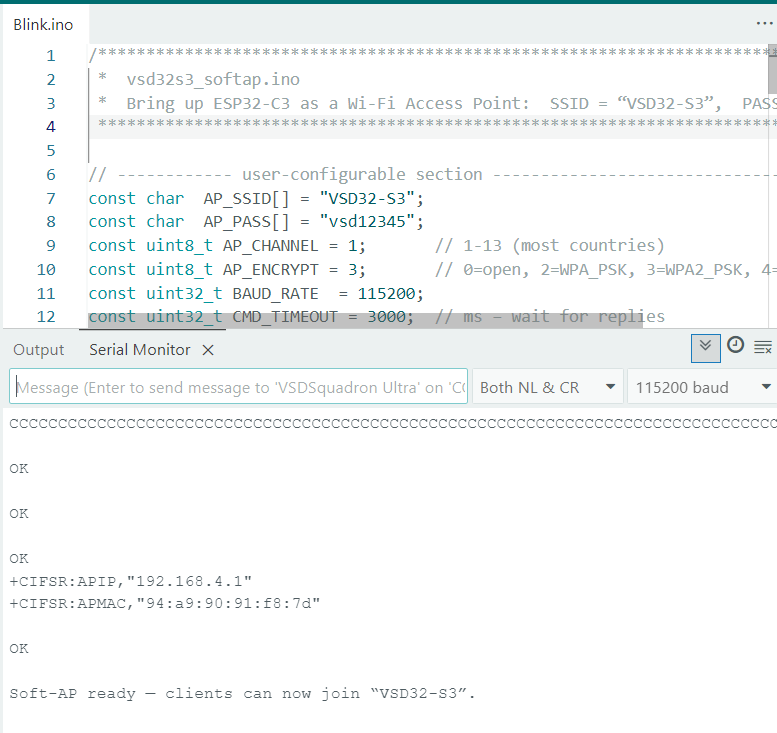 Blink.ino
...
1 /************************************************************************
2 *  vsd32s3_softap.ino
3 *  Bring up ESP32-C3 as a Wi-Fi Access Point:  SSID = “VSD32-S3”,  PASS
4 ************************************************************************
5
6 // ------------ user-configurable section ------------------------------
7 const char  AP_SSID[] = "VSD32-S3";
8 const char  AP_PASS[] = "vsd12345";
9 const uint8_t AP_CHANNEL = 1;       // 1-13 (most countries)
10 const uint8_t AP_ENCRYPT = 3;       // 0=open, 2=WPA_PSK, 3=WPA2_PSK, 4=
11 const uint32_t BAUD_RATE  = 115200;
12 const uint32_t CMD_TIMEOUT = 3000;  // ms – wait for replies
Output Serial Monitor ×
Message (Enter to send message to 'VSDSquadron Ultra' on 'CO Both NL & CR 115200 baud
CCCCCCCCCCCCCCCCCCCCCCCCCCCCCCCCCCCCCCCCCCCCCCCCCCCCCCCCCCCCCCCCCCCCCCCCCCCCC
OK
OK
OK
+CIFSR:APIP,"192.168.4.1"
+CIFSR:APMAC,"94:a9:90:91:f8:7d"
OK
Soft-AP ready — clients can now join “VSD32-S3”.